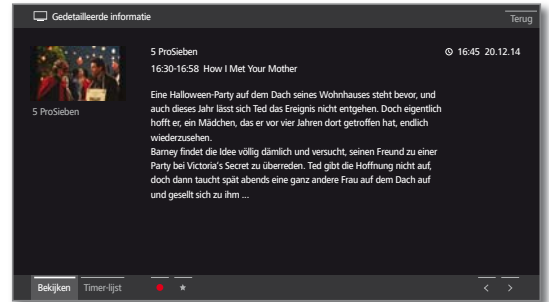 Gedetailleerde informatie
Terug
5 ProSieben
5 ProSieben
16:45 20.12.14
16:30-16:58 How I Met Your Mother
Eine Halloween-Party auf dem Dach seines Wohnhauses steht bevor, und
auch dieses Jahr lässt sich Ted das Ereignis nicht entgehen. Doch eigentlich
hofft er, ein Mädchen, das er vor vier Jahren dort getroffen hat, endlich
wiederzusehen.
Barney findet die Idee völlig dämlich und versucht, seinen Freund zu einer
Party bei Victoria's Secret zu überreden. Ted gibt die Hoffnung nicht auf,
doch dann taucht spät abends eine ganz andere Frau auf dem Dach auf
und gesellt sich zu ihm ...
Bekijken
Timer-lijst